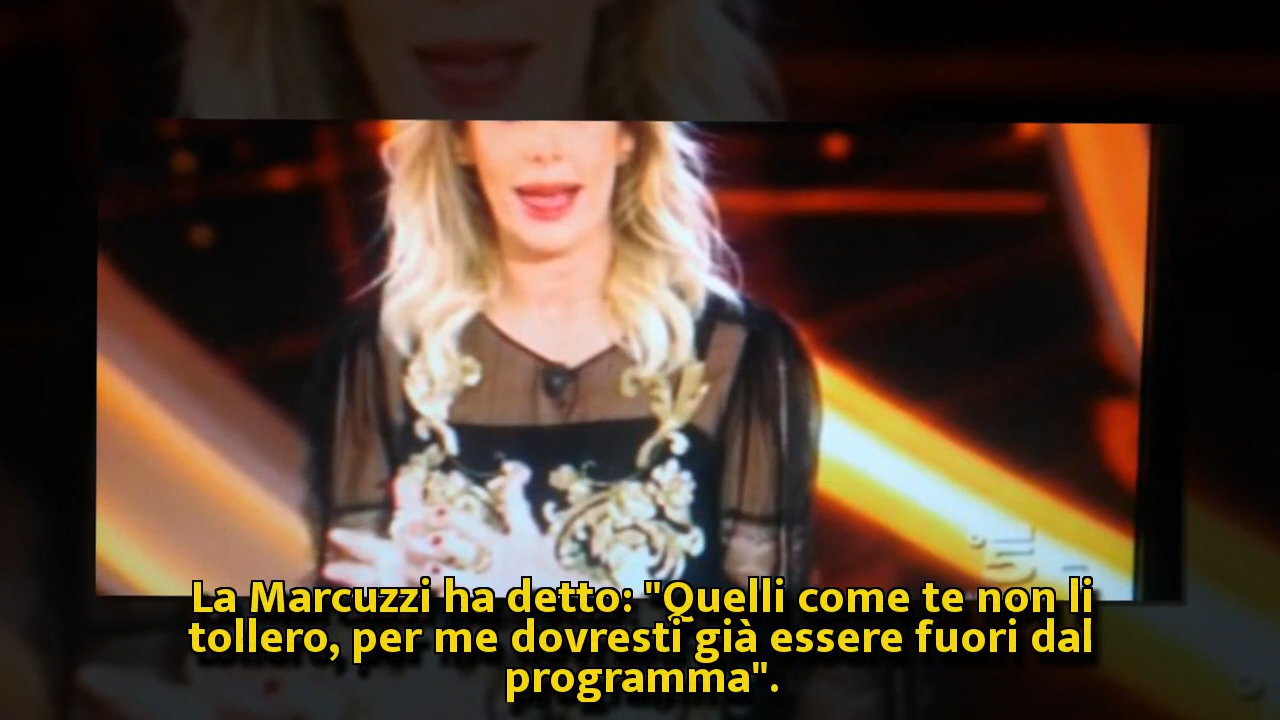 La Marcuzzi ha detto: "Quelli come te non li
tollero, per me dovresti già essere fuori dal
programma".